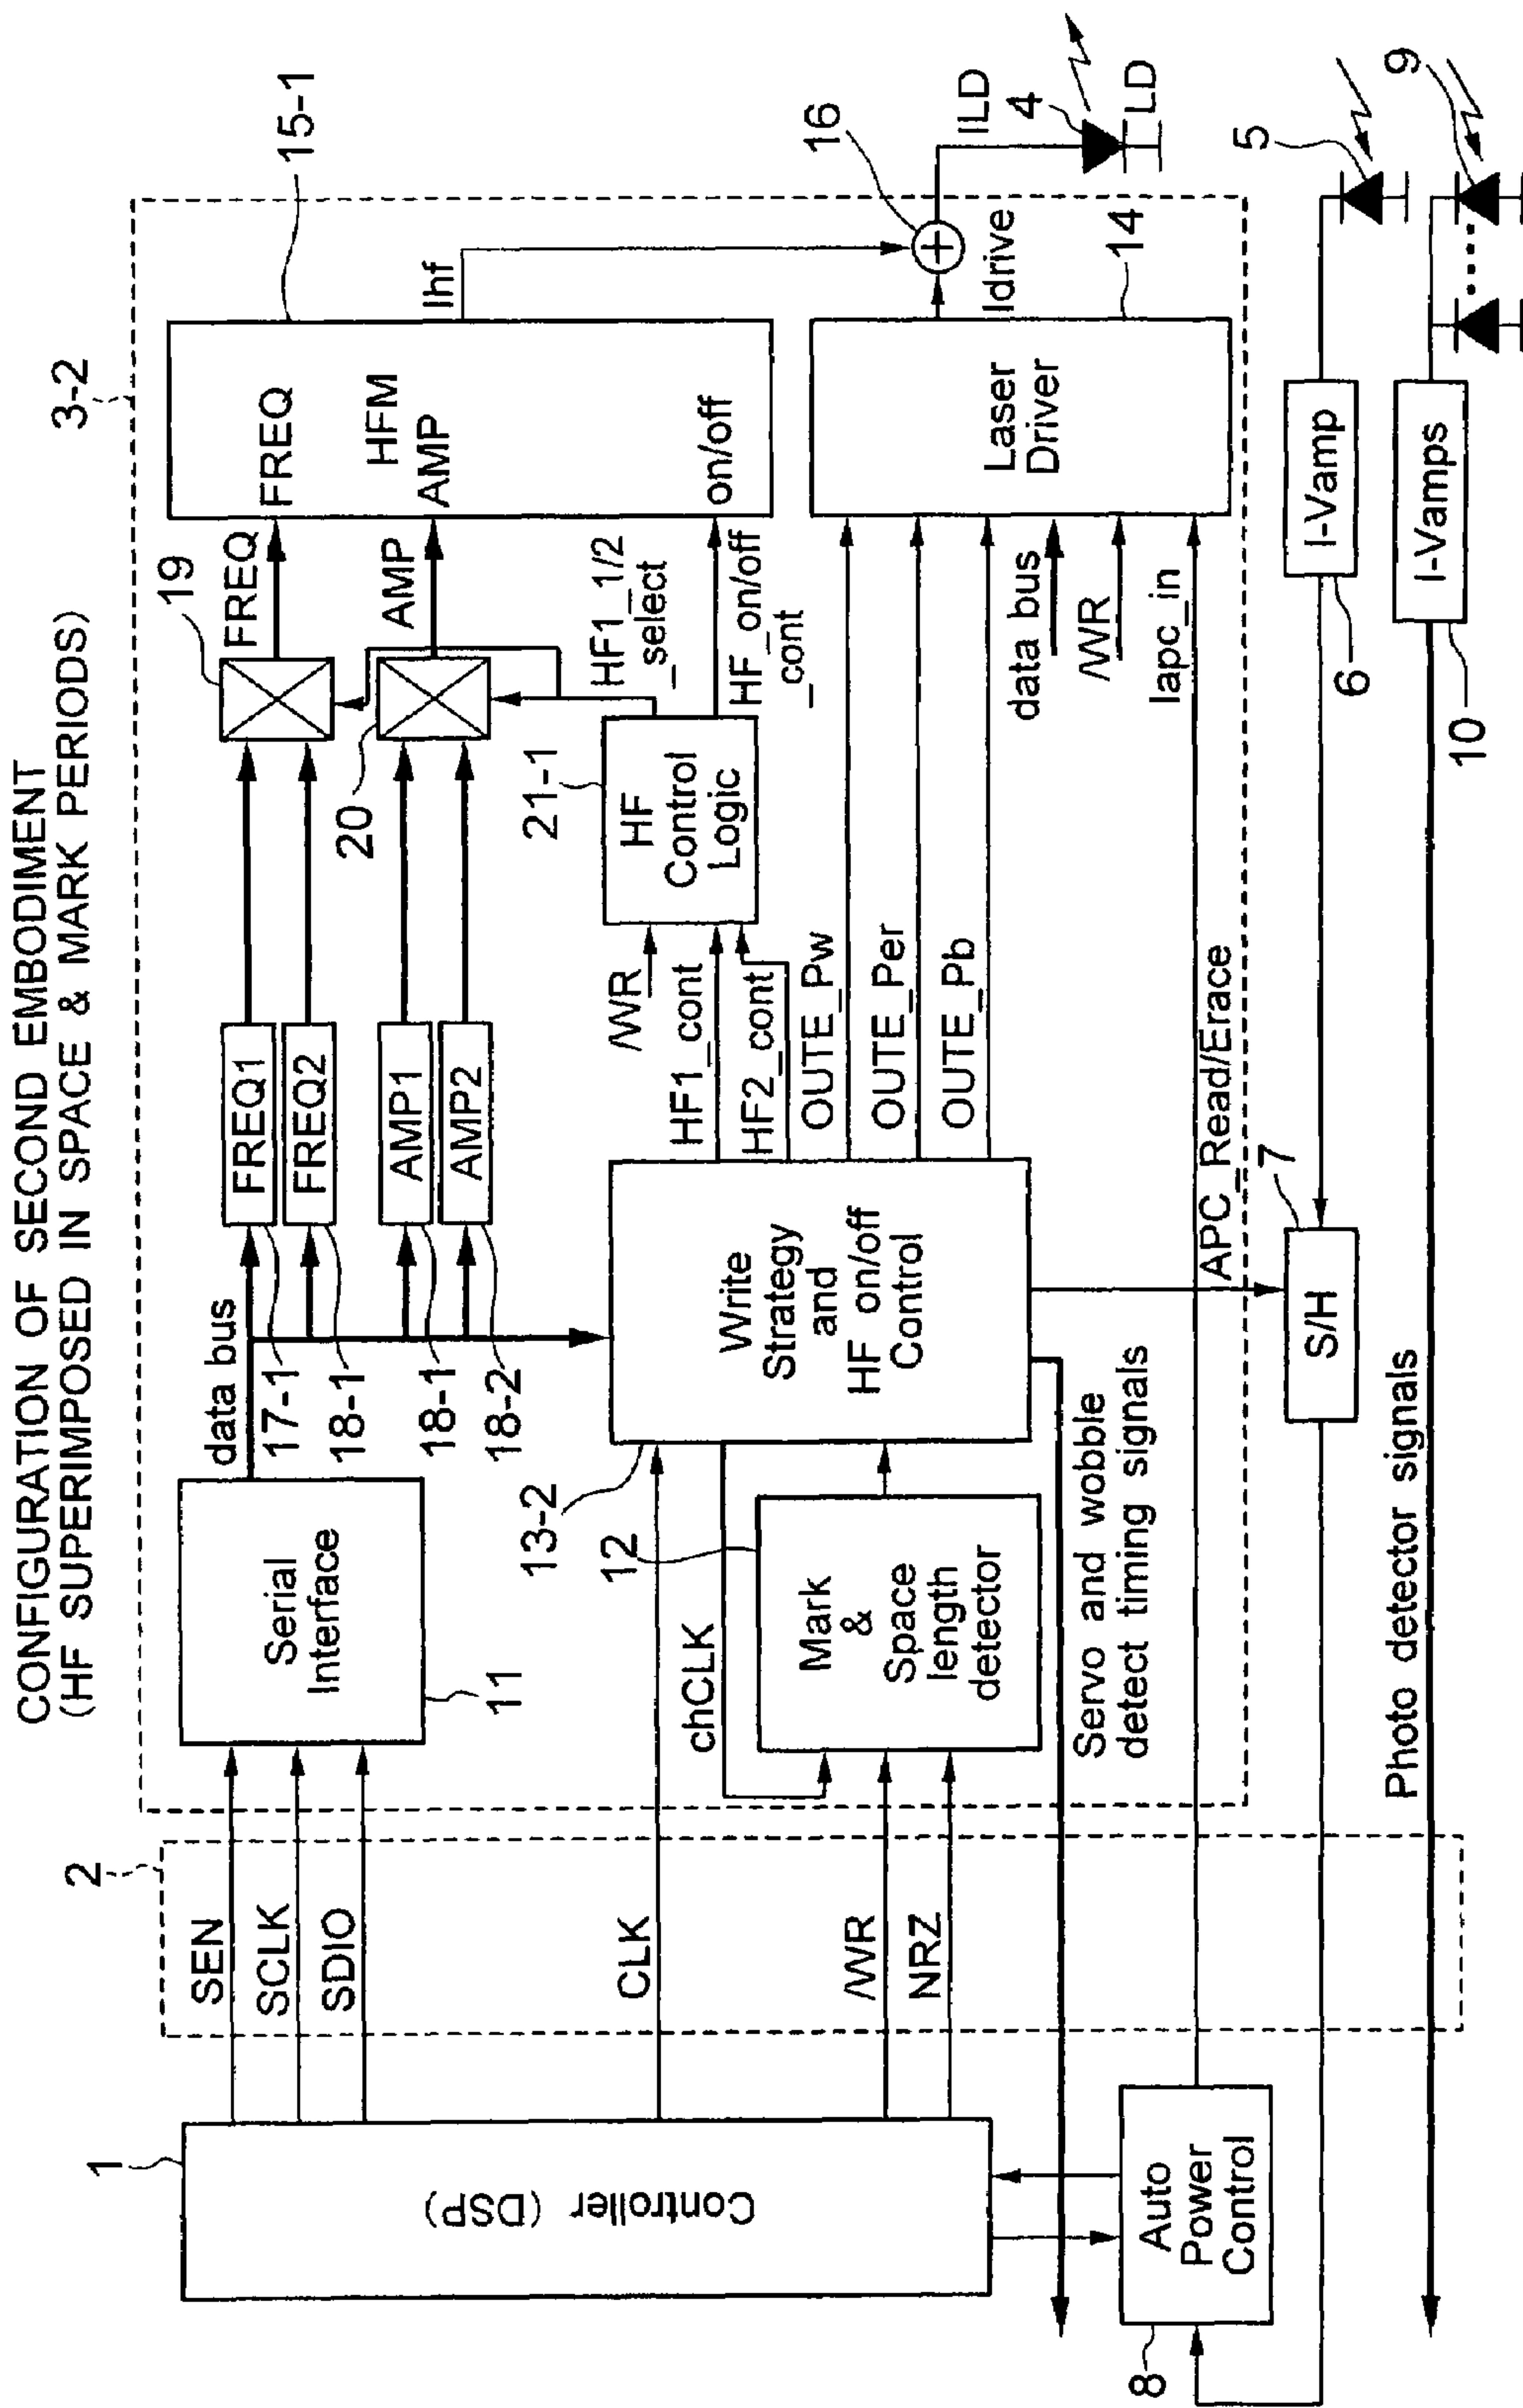 CONFIGURATION OF SECOND EMBODIMENT
(HF SUPERIMPOSED IN SPACE & MARK PERIODS)
1
Controller (DSP)
2
SEN
SCLK
SDIO
CLK
/WR
NRZ
8
Auto
Power
Control
3-2
Serial
Interface
11
data bus
17-1
18-1
18-1
18-2
FREQ1
FREQ2
AMP1
AMP2
19
20
FREQ
AMP
FREQ
HFM
AMP
on/off
15-1
Ihf
21-1
HF
Control
Logic
/WR
HF1_cont
HF2_cont
HF1_1/2
_select
HF_on/off
_cont
13-2
Write
Strategy
and
HF on/off
Control
12
chCLK
Mark
&
Space
length
detector
OUTE_Pw
OUTE_Per
OUTE_Pb
data bus
/WR
Iapc_in
Laser
Driver
14
Idrive
16
ILD
4
LD
Servo and wobble
detect timing signals
APC_Read/Erace
7
S/H
I-Vamp
6
5
I-Vamps
10
9
Photo detector signals